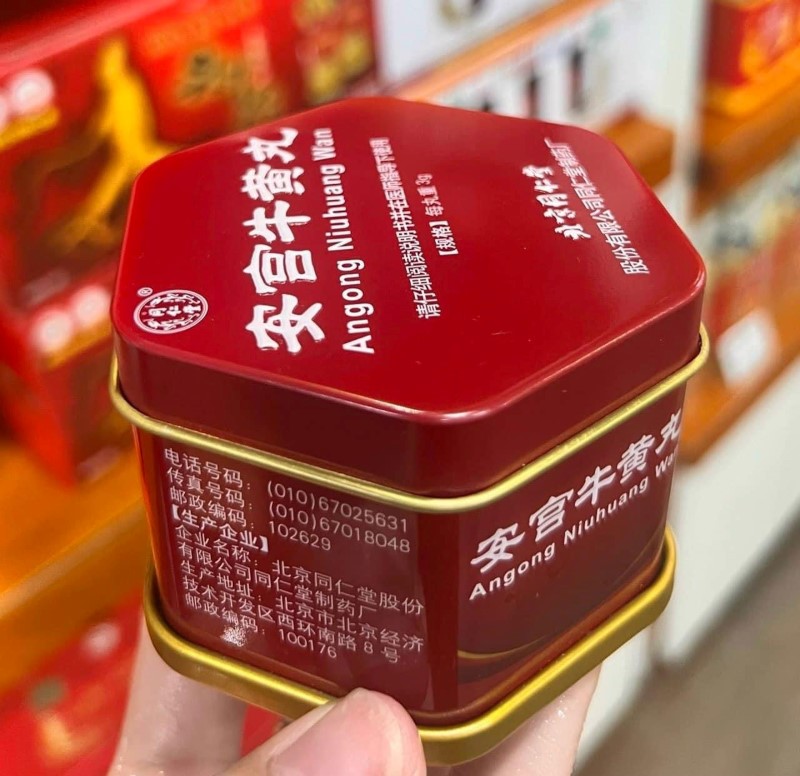 安宫牛黄丸
Angong Niuhuang Wan
请仔细阅读说明书并在医师指导下使用
【规格】每丸重 3g
北京同仁堂
股份有限公司同仁堂制药厂
同仁堂
®
电话号码：(010)67025631
传真号码：(010)67018048
邮政编码：102629
【生产企业】
企业名称：北京同仁堂股份
有限公司同仁堂制药厂
生产地址：北京市北京经济
技术开发区西环南路 8 号
邮政编码：100176
安宫牛黄丸
Angong Niuhuang Wan